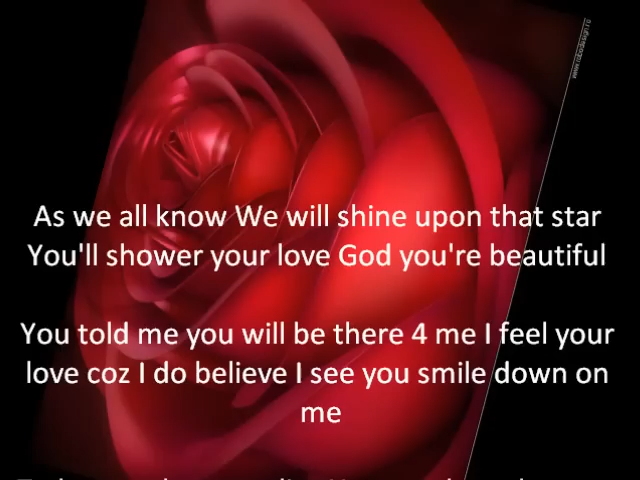 As we all know We will shine upon that star
You'll shower your love God you're beautiful
You told me you will be there 4 me I feel your
love coz I do believe I see you smile down on
me